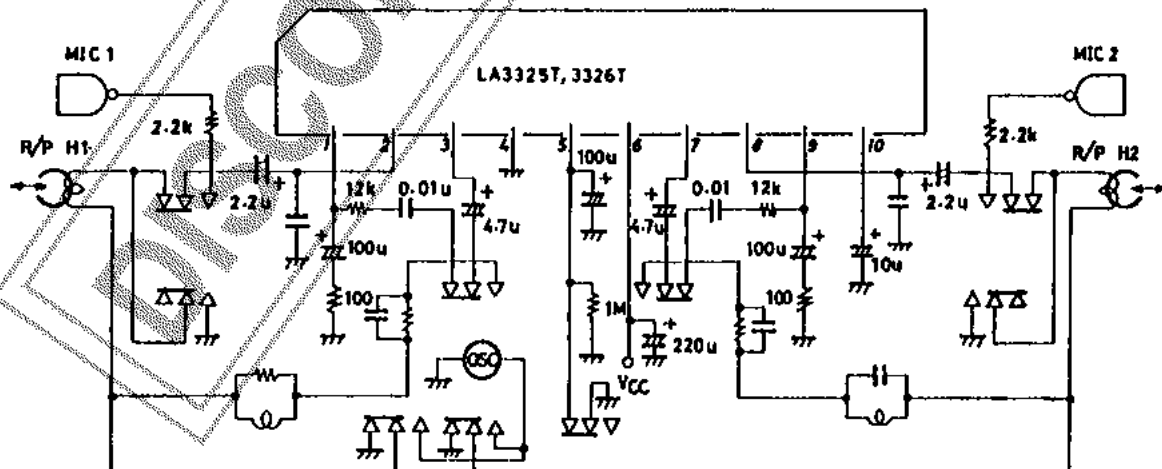 MIC 1
LA3325T, 3326T
MIC 2
2.2k
2.2k
R/P H1
R/P H2
1
2
3
4
5
6
7
8
9
10
100u
12k
0.01u
0.01
12k
2.2u
+
+
+
4.7u
+
+
4.7u
+
2.2u
+
100u
100u
+
+
10u
100
1M
100
+
220u
OSC
VCC
DISCO